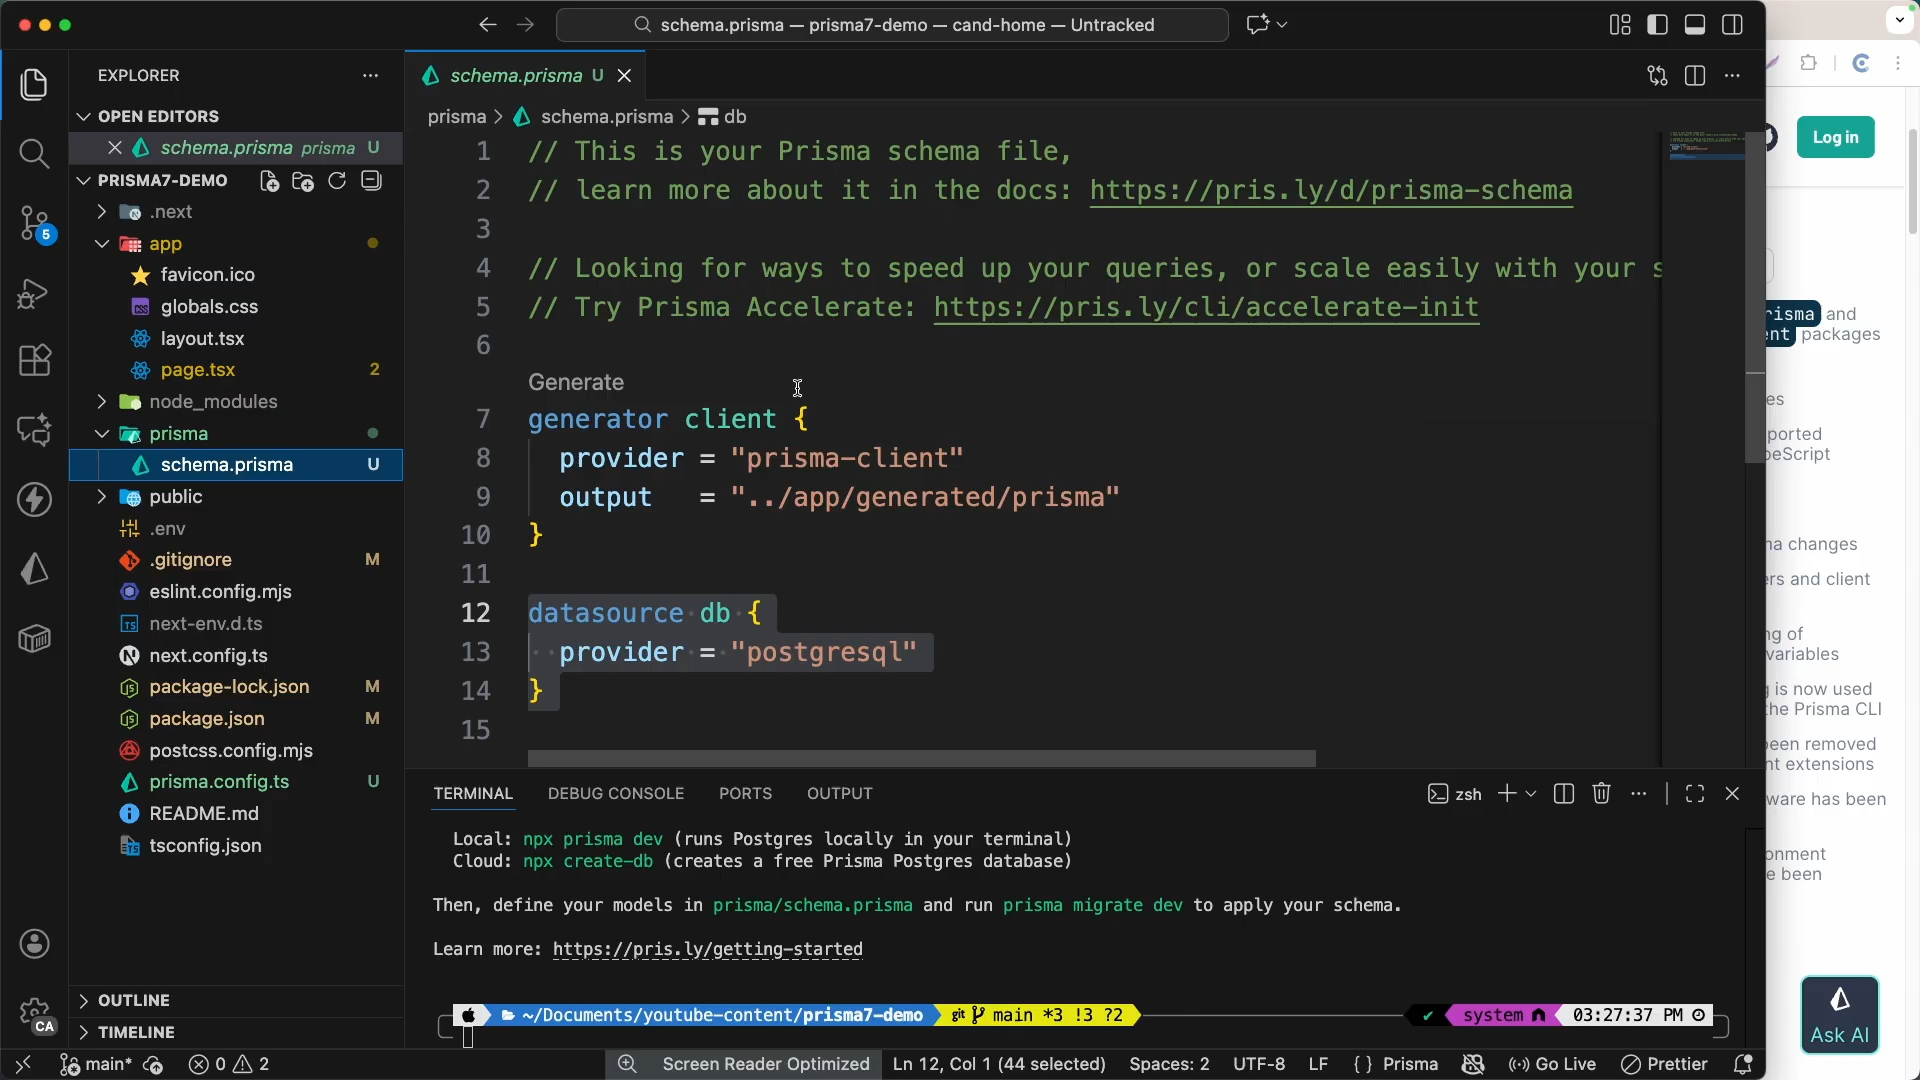 schema.prisma — prisma7-demo — cand-home — Untracked
EXPLORER
OPEN EDITORS
schema.prisma prisma U
PRISMA7-DEMO
.next
app
favicon.ico
globals.css
layout.tsx
page.tsx 2
node_modules
prisma
schema.prisma U
public
.env
.gitignore M
eslint.config.mjs
next-env.d.ts
next.config.ts
package-lock.json M
package.json M
postcss.config.mjs
prisma.config.ts U
README.md
tsconfig.json
OUTLINE
TIMELINE
5
CA
schema.prisma U
prisma > schema.prisma > db
1 // This is your Prisma schema file,
2 // learn more about it in the docs: https://pris.ly/d/prisma-schema
3
4 // Looking for ways to speed up your queries, or scale easily with your s
5 // Try Prisma Accelerate: https://pris.ly/cli/accelerate-init
6
Generate
7 generator client {
8 provider = "prisma-client"
9 output = "../app/generated/prisma"
10 }
11
12 datasource db {
13 provider = "postgresql"
14 }
15
TERMINAL DEBUG CONSOLE PORTS OUTPUT
zsh
Local: npx prisma dev (runs Postgres locally in your terminal)
Cloud: npx create-db (creates a free Prisma Postgres database)
Then, define your models in prisma/schema.prisma and run prisma migrate dev to apply your schema.
Learn more: https://pris.ly/getting-started
~/Documents/youtube-content/prisma7-demo git main *3 !3 ?2
✔ system 03:27:37 PM
main* 0 2
Screen Reader Optimized Ln 12, Col 1 (44 selected) Spaces: 2 UTF-8 LF { } Prisma Go Live Prettier
Log in
risma and
ent packages
es
ported
peScript
na changes
ers and client
ng of
variables
g is now used
the Prisma CLI
been removed
nt extensions
ware has been
onment
e been
Ask AI